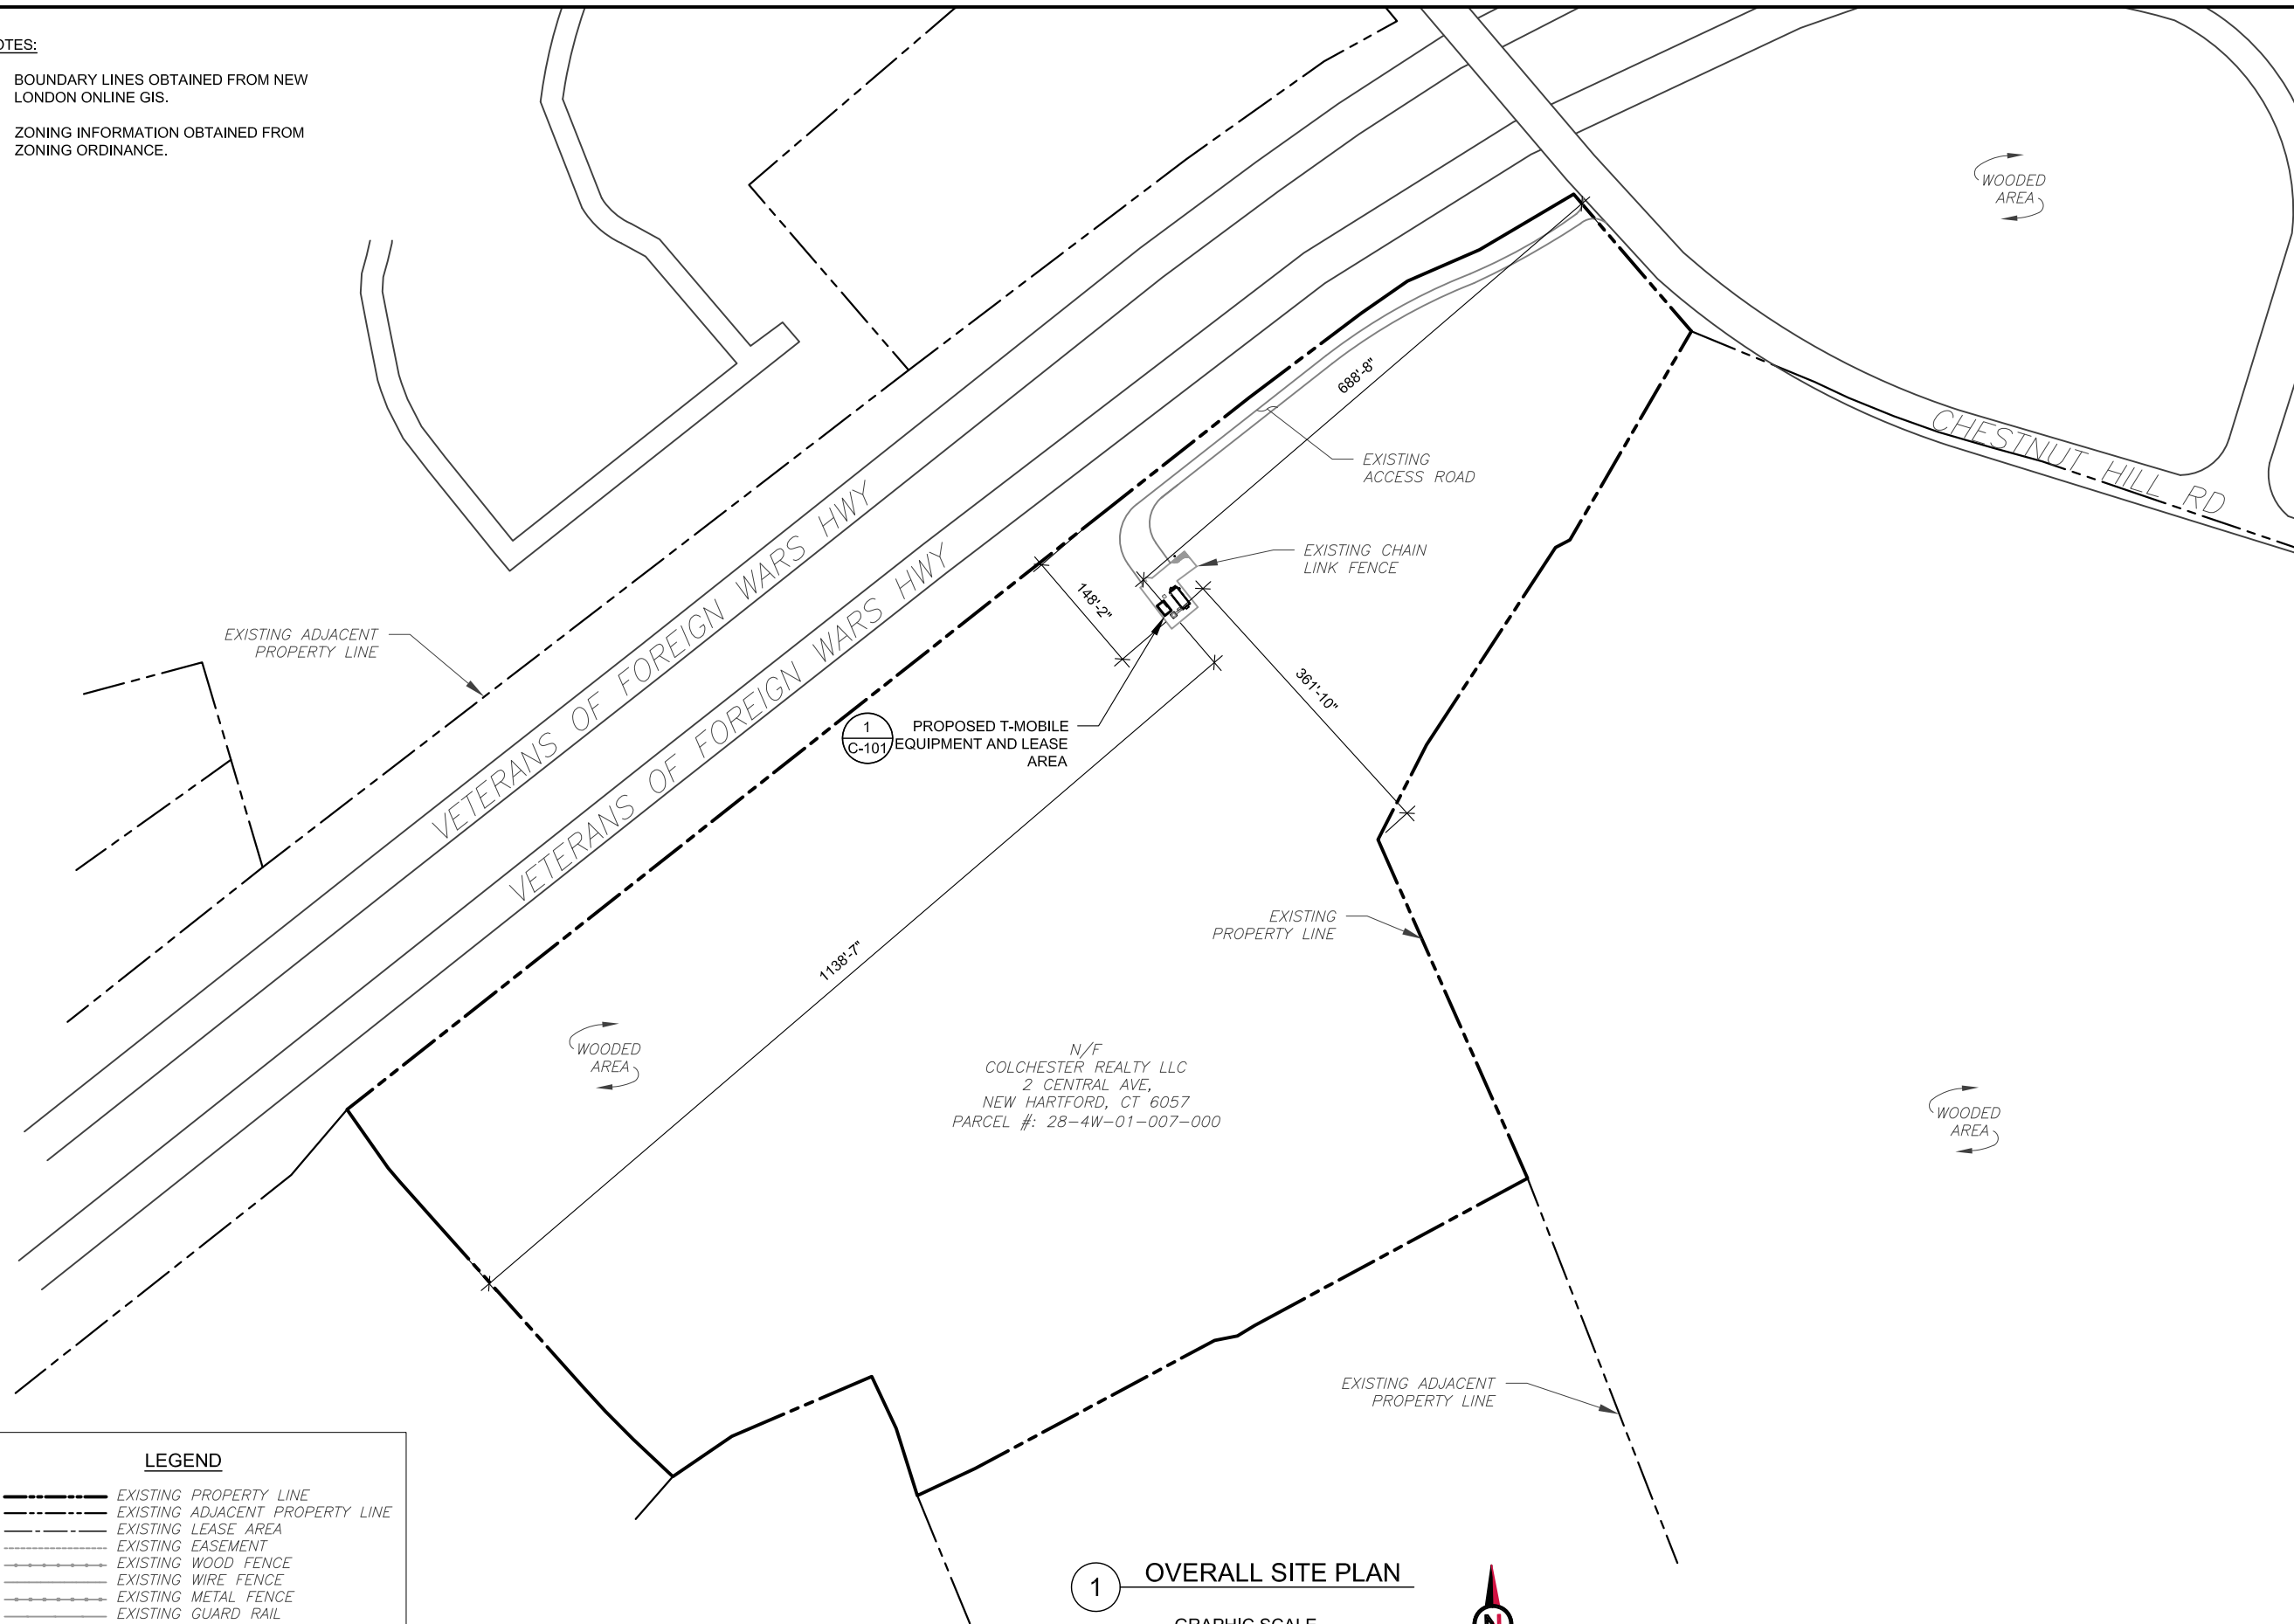 OTES:
BOUNDARY LINES OBTAINED FROM NEW
LONDON ONLINE GIS.
ZONING INFORMATION OBTAINED FROM
ZONING ORDINANCE.
WOODED
AREA
688'-8"
CHESTNUT HILL RD
EXISTING
ACCESS ROAD
EXISTING CHAIN
LINK FENCE
148'-2"
VETERANS OF FOREIGN WARS HWY
VETERANS OF FOREIGN WARS HWY
EXISTING ADJACENT
PROPERTY LINE
361'-10"
1
C-101
PROPOSED T-MOBILE
EQUIPMENT AND LEASE
AREA
EXISTING
PROPERTY LINE
1138'-7"
WOODED
AREA
N/F
COLCHESTER REALTY LLC
2 CENTRAL AVE,
NEW HARTFORD, CT 6057
PARCEL #: 28-4W-01-007-000
WOODED
AREA
EXISTING ADJACENT
PROPERTY LINE
LEGEND
EXISTING PROPERTY LINE
EXISTING ADJACENT PROPERTY LINE
EXISTING LEASE AREA
EXISTING EASEMENT
EXISTING WOOD FENCE
EXISTING WIRE FENCE
EXISTING METAL FENCE
EXISTING GUARD RAIL
1
OVERALL SITE PLAN
GRAPHIC SCALE
N